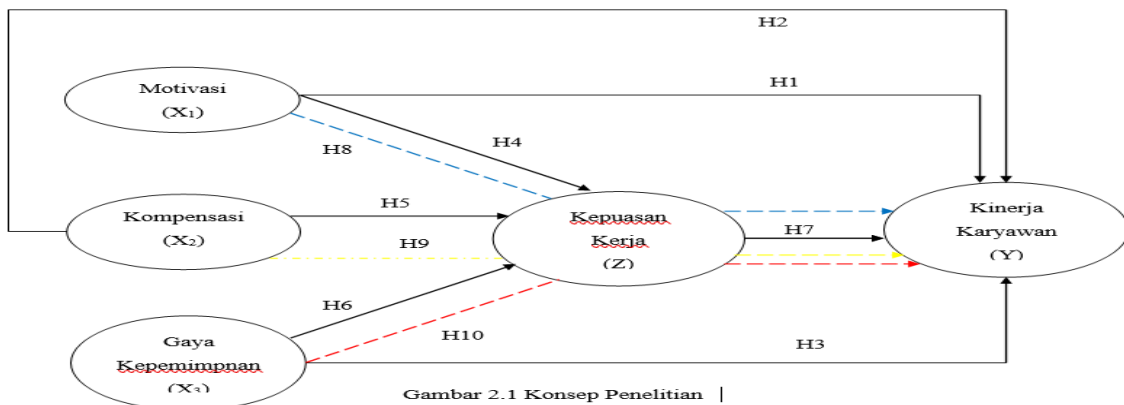 H2
H1
Motivasi
(X₁)
H4
H8
Kompensasi
(X₂)
H5
H9
Kepuasan
Kerja
(Z)
H7
Kinerja
Karyawan
(Y)
H6
H10
Gaya
Kepemimpnan
(X₃)
H3
Gambar 2.1 Konsep Penelitian